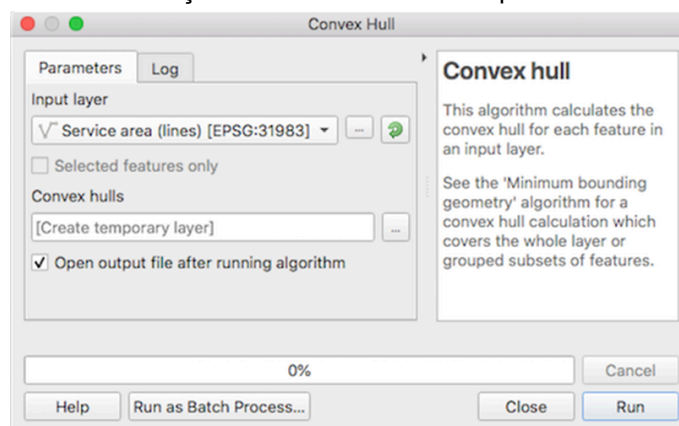 Convex Hull
Parameters
Log
Input layer
Service area (lines) [EPSG:31983]
...
Selected features only
Convex hulls
[Create temporary layer]
...
Open output file after running algorithm
Convex hull
This algorithm calculates the
convex hull for each feature in
an input layer.
See the 'Minimum bounding
geometry' algorithm for a
convex hull calculation which
covers the whole layer or
grouped subsets of features.
0%
Cancel
Help
Run as Batch Process...
Close
Run